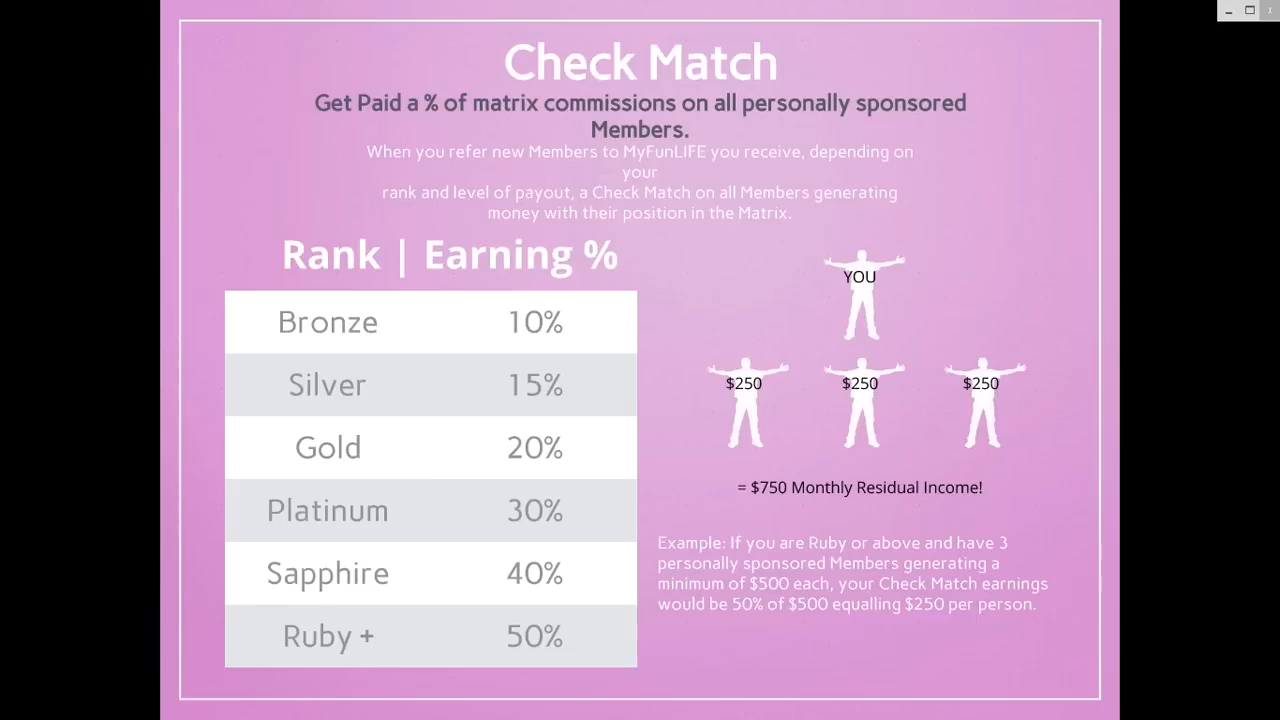 Check Match
Get Paid a % of matrix commissions on all personally sponsored
Members.
When you refer new Members to MyFunLIFE you receive, depending on
your
rank and level of payout, a Check Match on all Members generating
money with their position in the Matrix.
Rank | Earning %
Bronze 10%
Silver 15%
Gold 20%
Platinum 30%
Sapphire 40%
Ruby + 50%
YOU
$250 $250 $250
= $750 Monthly Residual Income!
Example: If you are Ruby or above and have 3
personally sponsored Members generating a
minimum of $500 each, your Check Match earnings
would be 50% of $500 equalling $250 per person.